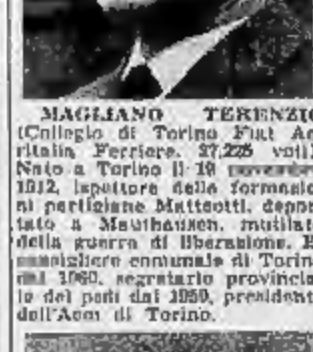 MAGLIANO TERENZIO
(Collegio di Torino Fiat Ae
ritalia Ferriere, 27.225 voti)
Nato a Torino il 19
1912, ispettore delle formazio
ni partigiane Matteotti, depor
tato a Mauthausen, mutilato
della guerra di liberazione. E
consigliere comunale di Torin
dal 1960, segretario provincia
le del psdi dal 1959, president
dell'Acm di Torino.